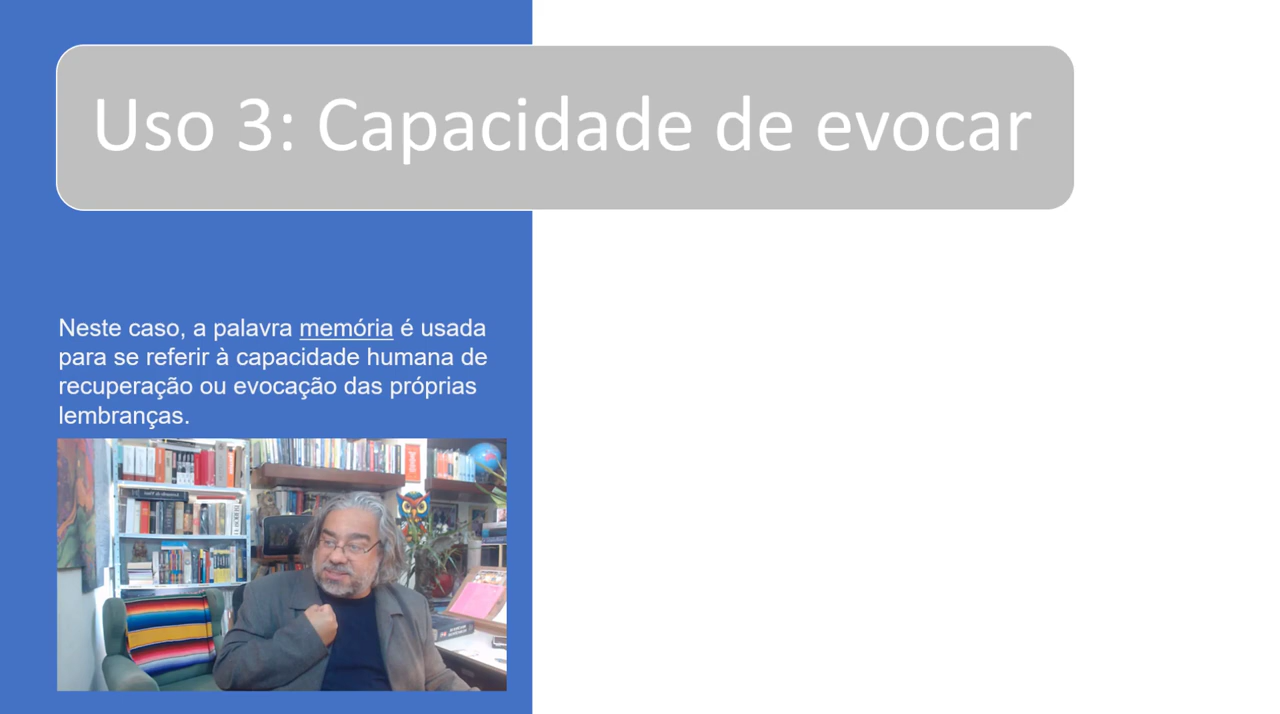 Uso 3: Capacidade de evocar
Neste caso, a palavra memória é usada
para se referir à capacidade humana de
recuperação ou evocação das próprias
lembranças.